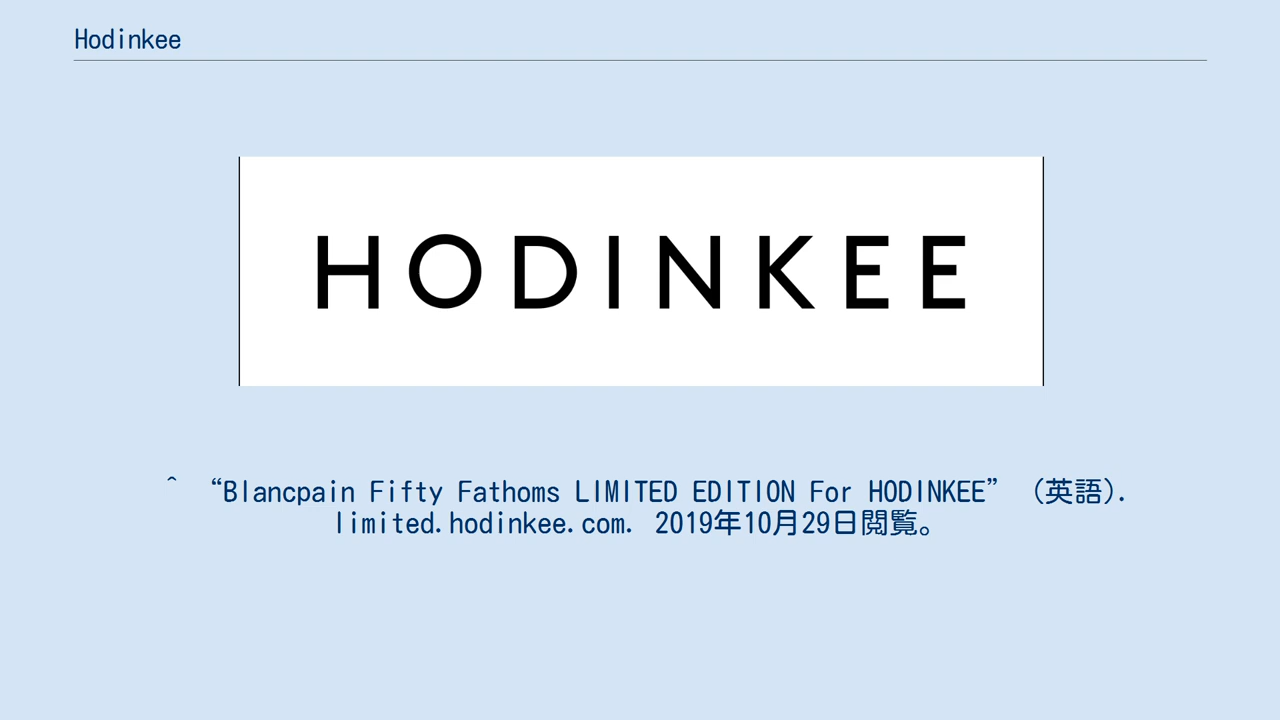 Hodinkee
HODINKEE
^ “Blancpain Fifty Fathoms LIMITED EDITION For HODINKEE” (英語).
limited.hodinkee.com. 2019年10月29日閲覧。